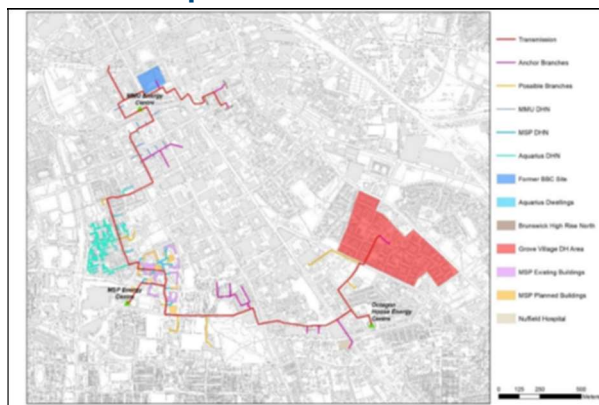 MMU Energy
Centre
MSP Energy
Centre
Octagon
House Energy
Centre
Transmission
Anchor Branches
Possible Branches
MMU DHN
MSP DHN
Aquarius DHN
Former BBC Site
Aquarius Dwellings
Brunswick High Rise North
Grove Village DH Area
MSP Existing Buildings
MSP Planned Buildings
Nuffield Hospital
0 125 250 500
Meters